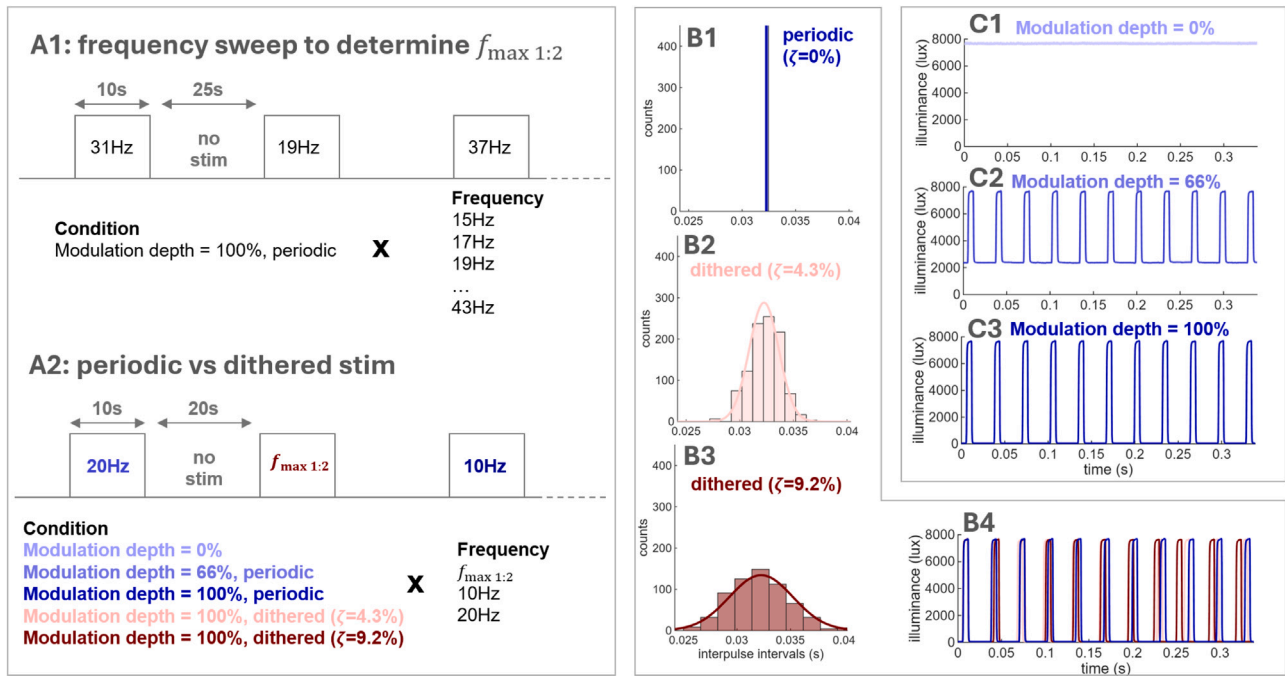 A1: frequency sweep to determine f_max 1:2
10s
25s
31Hz
no
stim
19Hz
37Hz
Condition
Modulation depth = 100%, periodic
X
Frequency
15Hz
17Hz
19Hz
...
43Hz
A2: periodic vs dithered stim
10s
20s
20Hz
no
stim
f_max 1:2
10Hz
Condition
Modulation depth = 0%
Modulation depth = 66%, periodic
Modulation depth = 100%, periodic
Modulation depth = 100%, dithered (ζ=4.3%)
Modulation depth = 100%, dithered (ζ=9.2%)
X
Frequency
f_max 1:2
10Hz
20Hz
B1
periodic
(ζ=0%)
counts
400
300
200
100
0
0.025
0.03
0.035
0.04
B2
dithered (ζ=4.3%)
counts
400
300
200
100
0
0.025
0.03
0.035
0.04
B3
dithered (ζ=9.2%)
counts
400
300
200
100
0
0.025
0.03
0.035
0.04
interpulse intervals (s)
C1
Modulation depth = 0%
illuminance (lux)
8000
6000
4000
2000
0
0
0.05
0.1
0.15
0.2
0.25
0.3
C2
Modulation depth = 66%
illuminance (lux)
8000
6000
4000
2000
0
0
0.05
0.1
0.15
0.2
0.25
0.3
C3
Modulation depth = 100%
illuminance (lux)
8000
6000
4000
2000
0
0
0.05
0.1
0.15
0.2
0.25
0.3
time (s)
B4
illuminance (lux)
8000
6000
4000
2000
0
0
0.05
0.1
0.15
0.2
0.25
0.3
time (s)